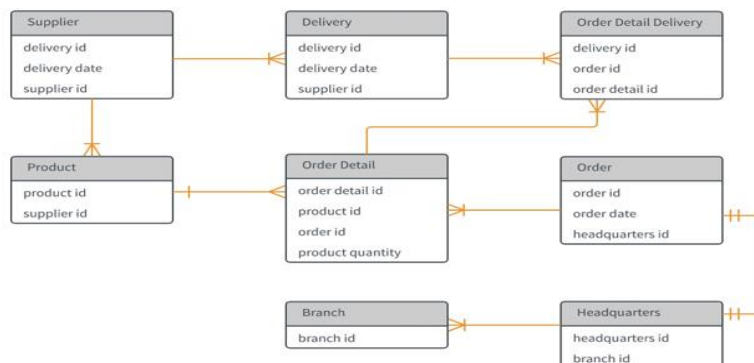 Supplier
delivery id
delivery date
supplier id
Delivery
delivery id
delivery date
supplier id
Order Detail Delivery
delivery id
order id
order detail id
Product
product id
supplier id
Order Detail
order detail id
product id
order id
product quantity
Order
order id
order date
headquarters id
Branch
branch id
Headquarters
headquarters id
branch id